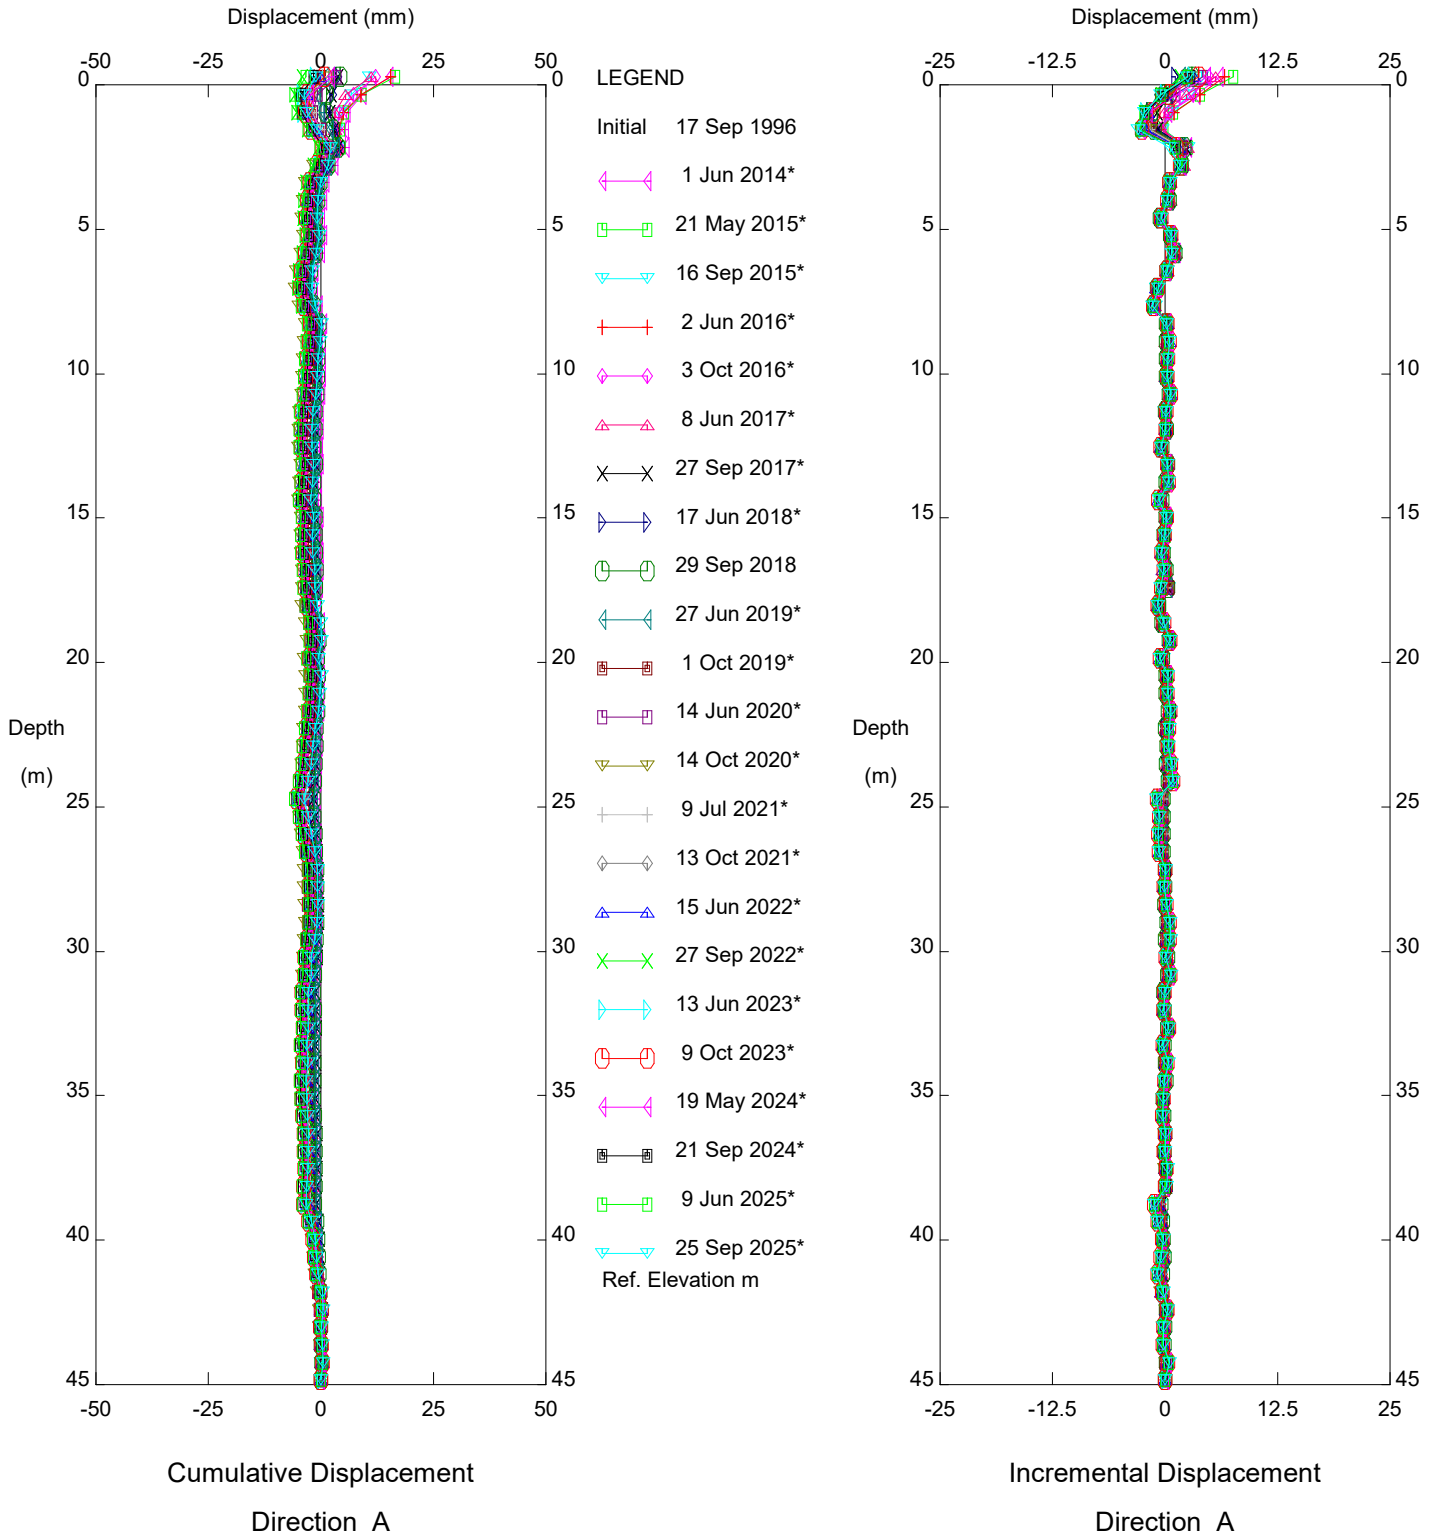 Displacement (mm)
-50 -25 0 25 50
0 0
5 5
10 10
15 15
20 20
Depth
(m)
25 25
30 30
35 35
40 40
45 45
-50 -25 0 25 50
Cumulative Displacement
Direction A
LEGEND
Initial 17 Sep 1996
1 Jun 2014*
21 May 2015*
16 Sep 2015*
2 Jun 2016*
3 Oct 2016*
8 Jun 2017*
27 Sep 2017*
17 Jun 2018*
29 Sep 2018
27 Jun 2019*
1 Oct 2019*
14 Jun 2020*
14 Oct 2020*
9 Jul 2021*
13 Oct 2021*
15 Jun 2022*
27 Sep 2022*
13 Jun 2023*
9 Oct 2023*
19 May 2024*
21 Sep 2024*
9 Jun 2025*
25 Sep 2025*
Ref. Elevation m
Displacement (mm)
-25 -12.5 0 12.5 25
0 0
5 5
10 10
15 15
20 20
Depth
(m)
25 25
30 30
35 35
40 40
45 45
-25 -12.5 0 12.5 25
Incremental Displacement
Direction A